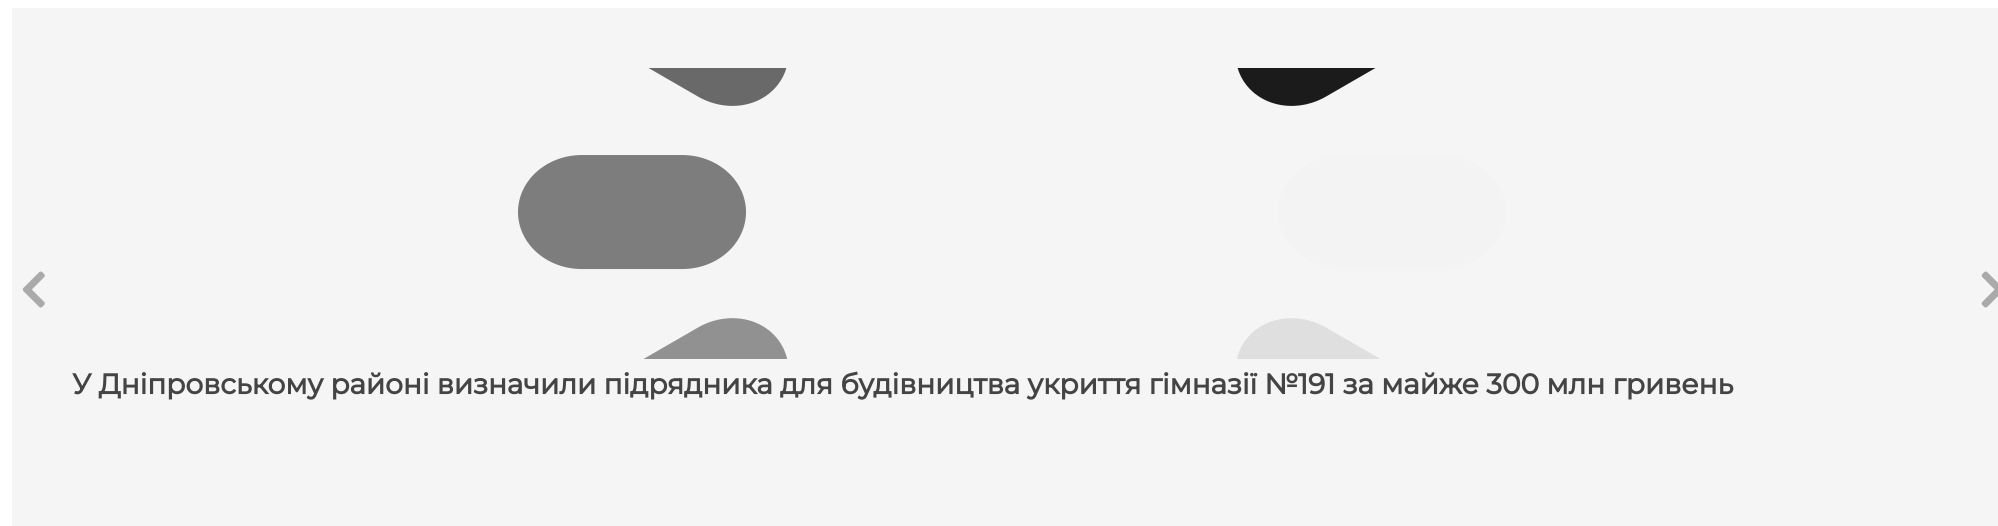 У Дніпровському районі визначили підрядника для будівництва укриття гімназії №191 за майже 300 млн гривень